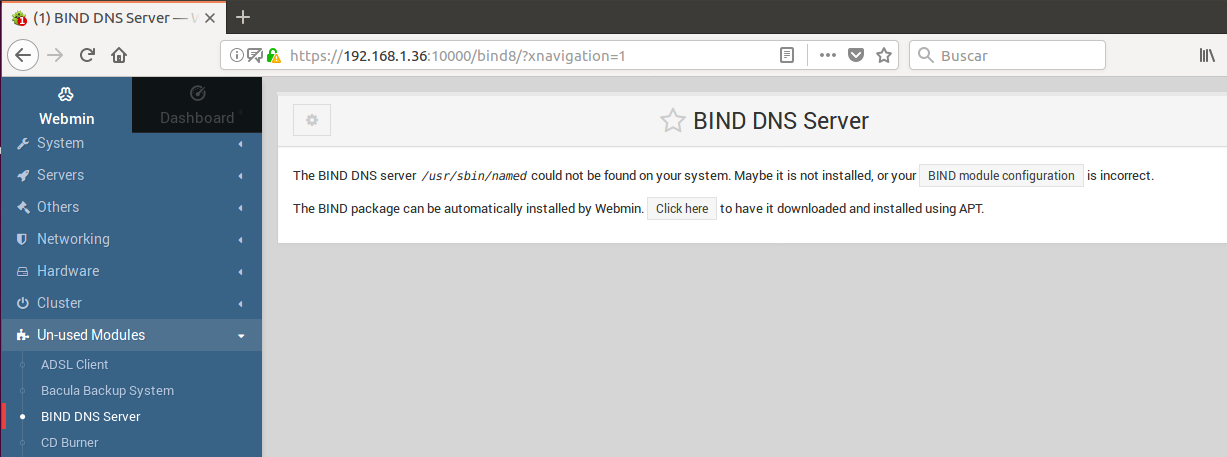 (1) BIND DNS Server —
https://192.168.1.36:10000/bind8/?xnavigation=1
Buscar
Webmin
Dashboard
System
Servers
Others
Networking
Hardware
Cluster
Un-used Modules
ADSL Client
Bacula Backup System
BIND DNS Server
CD Burner
BIND DNS Server
The BIND DNS server /usr/sbin/named could not be found on your system. Maybe it is not installed, or your BIND module configuration is incorrect.
The BIND package can be automatically installed by Webmin. Click here to have it downloaded and installed using APT.